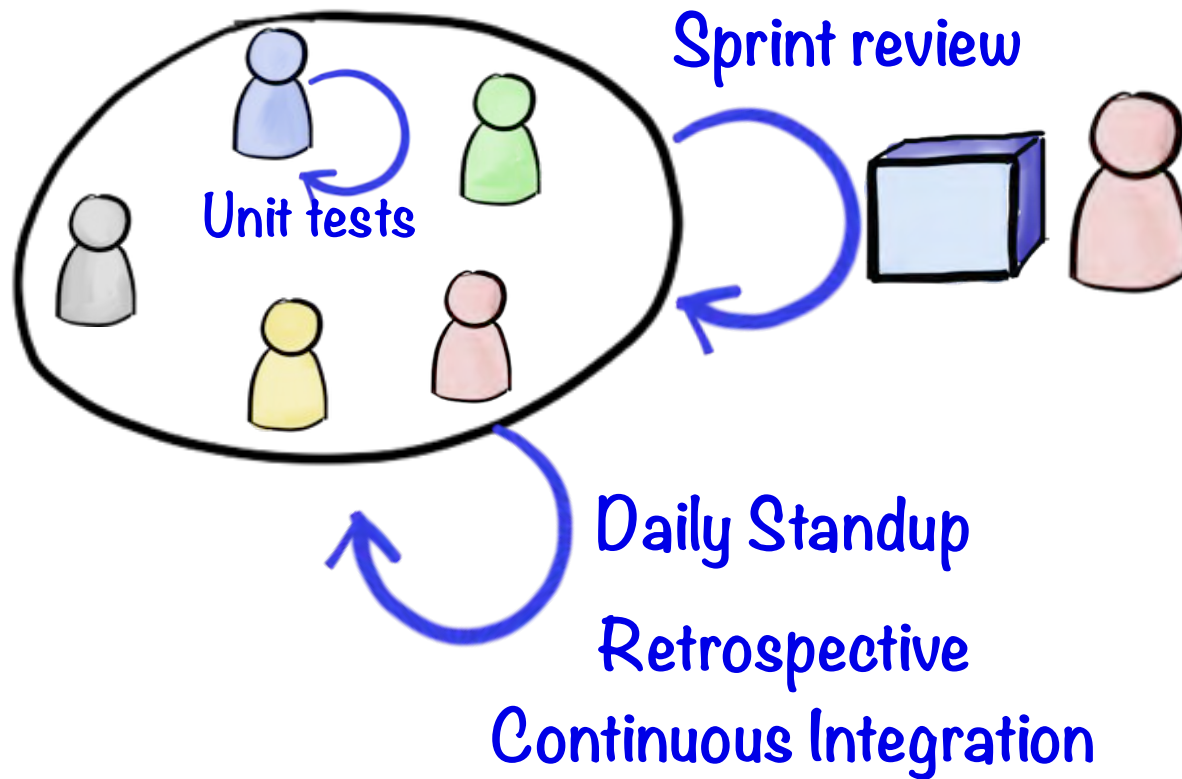 Sprint review
Unit tests
Daily Standup
Retrospective
Continuous Integration